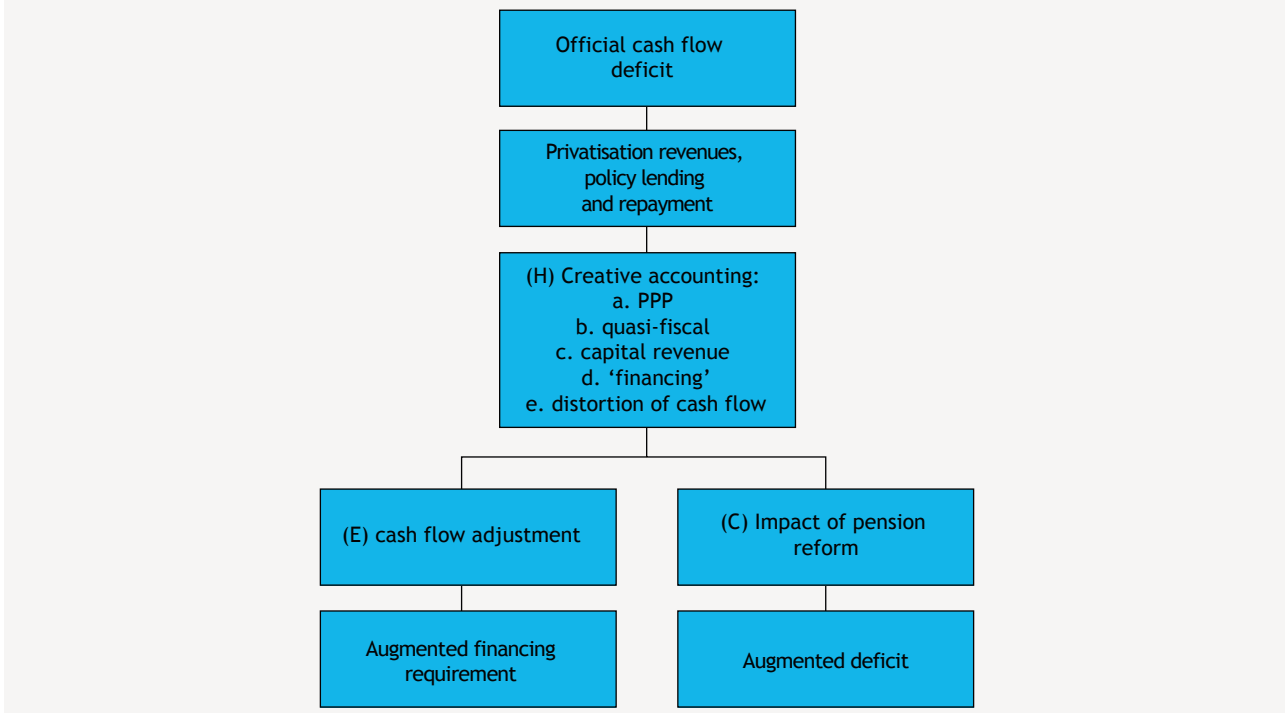 Official cash flow
deficit
Privatisation revenues,
policy lending
and repayment
(H) Creative accounting:
a. PPP
b. quasi-fiscal
c. capital revenue
d. ‘financing’
e. distortion of cash flow
(E) cash flow adjustment
(C) Impact of pension
reform
Augmented financing
requirement
Augmented deficit